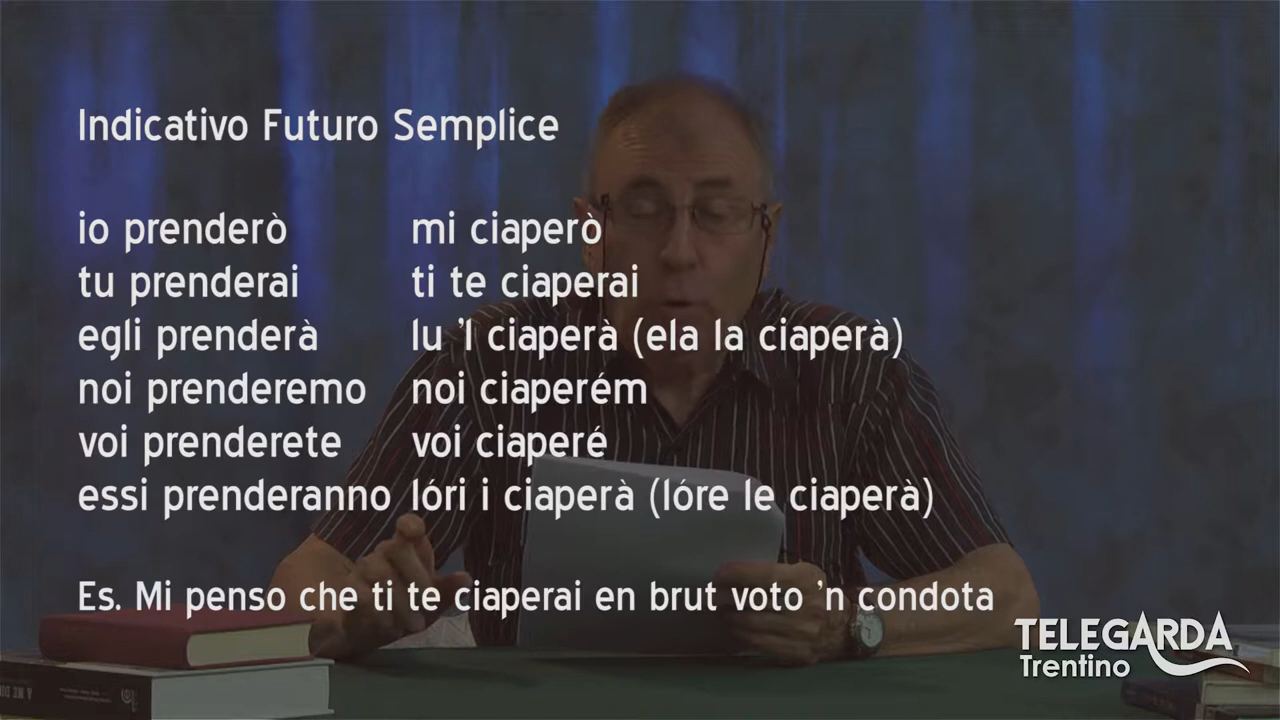 Indicativo Futuro Semplice
io prenderò mi ciaperò
tu prenderai ti te ciaperai
egli prenderà lu 'l ciaperà (ela la ciaperà)
noi prenderemo noi ciaperém
voi prenderete voi ciaperé
essi prenderanno lóri i ciaperà (lóre le ciaperà)
Es. Mi penso che ti te ciaperai en brut voto 'n condota
TELEGARDA
Trentino